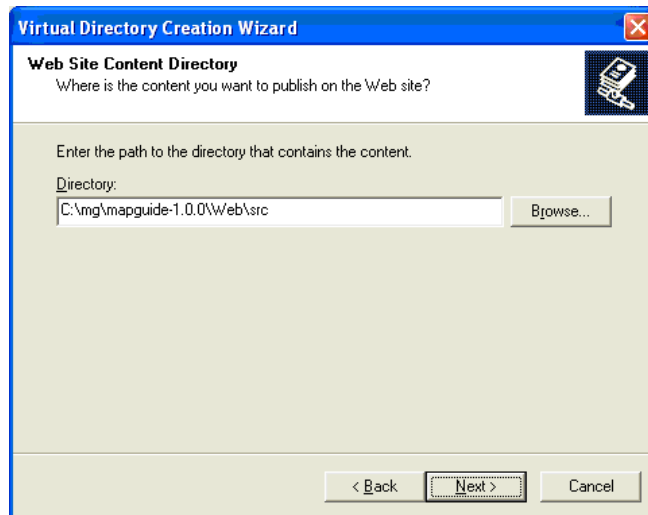 Virtual Directory Creation Wizard
Web Site Content Directory
Where is the content you want to publish on the Web site?
Enter the path to the directory that contains the content.
Directory:
C:\mg\mapguide-1.0.0\Web\src
Browse...
< Back
Next >
Cancel